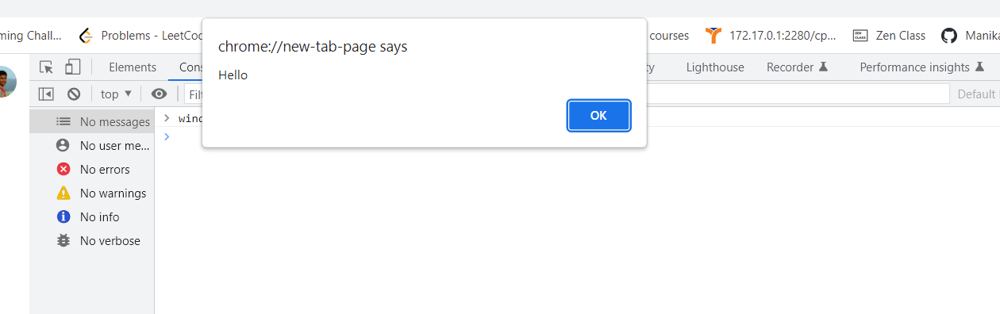 ming Chall... Problems - LeetCo courses 172.17.0.1:2280/cp... Zen Class Manika
chrome://new-tab-page says
Hello
OK
Elements Cons ty Lighthouse Recorder Performance insights
top Filt Default
No messages
wind
No user me...
No errors
No warnings
No info
No verbose